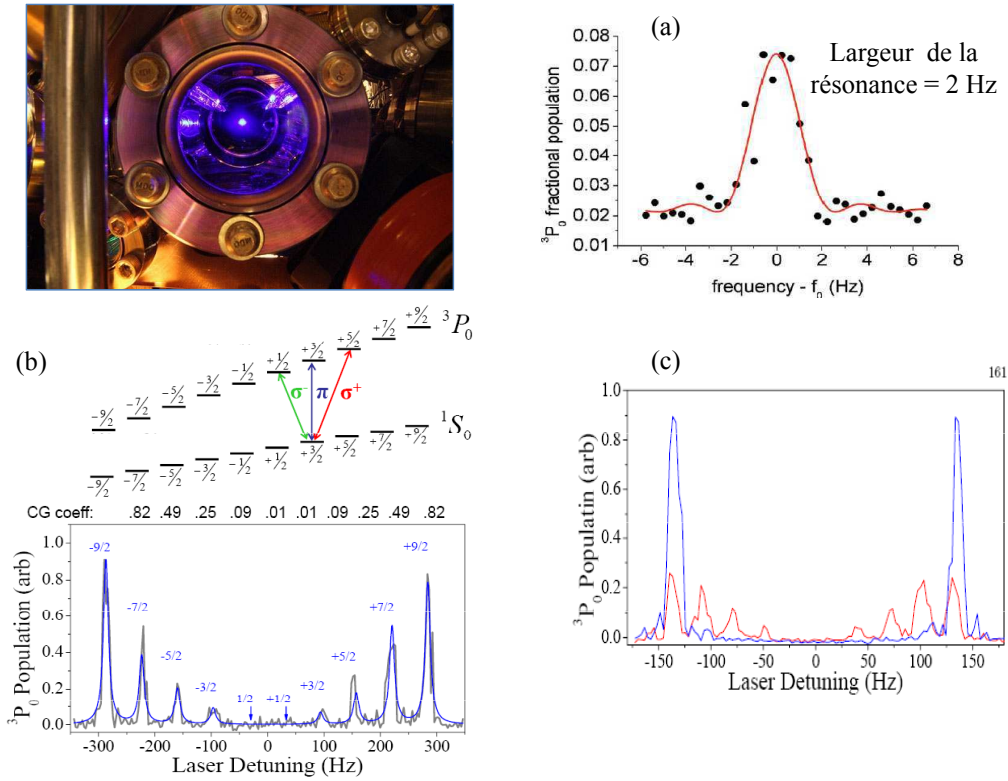 (a)
Largeur de la
résonance = 2 Hz
³P₀ fractional population
0.08
0.07
0.06
0.05
0.04
0.03
0.02
0.01
-6 -4 -2 0 2 4 6 8
frequency - f₀ (Hz)
(b)
-9/2 -7/2 -5/2 -3/2 -1/2 +1/2 +3/2 +5/2 +7/2 +9/2 ³P₀
σ⁻ π σ⁺
-9/2 -7/2 -5/2 -3/2 -1/2 +1/2 +3/2 +5/2 +7/2 +9/2 ¹S₀
CG coeff: .82 .49 .25 .09 .01 .01 .09 .25 .49 .82
³P₀ Population (arb)
1.0
0.8
0.6
0.4
0.2
0.0
-9/2 -7/2 -5/2 -3/2 1/2 +1/2 +3/2 +5/2 +7/2 +9/2
-300 -200 -100 0 100 200 300
Laser Detuning (Hz)
(c)
161
³P₀ Populatin (arb)
1.0
0.8
0.6
0.4
0.2
0.0
-150 -100 -50 0 50 100 150
Laser Detuning (Hz)